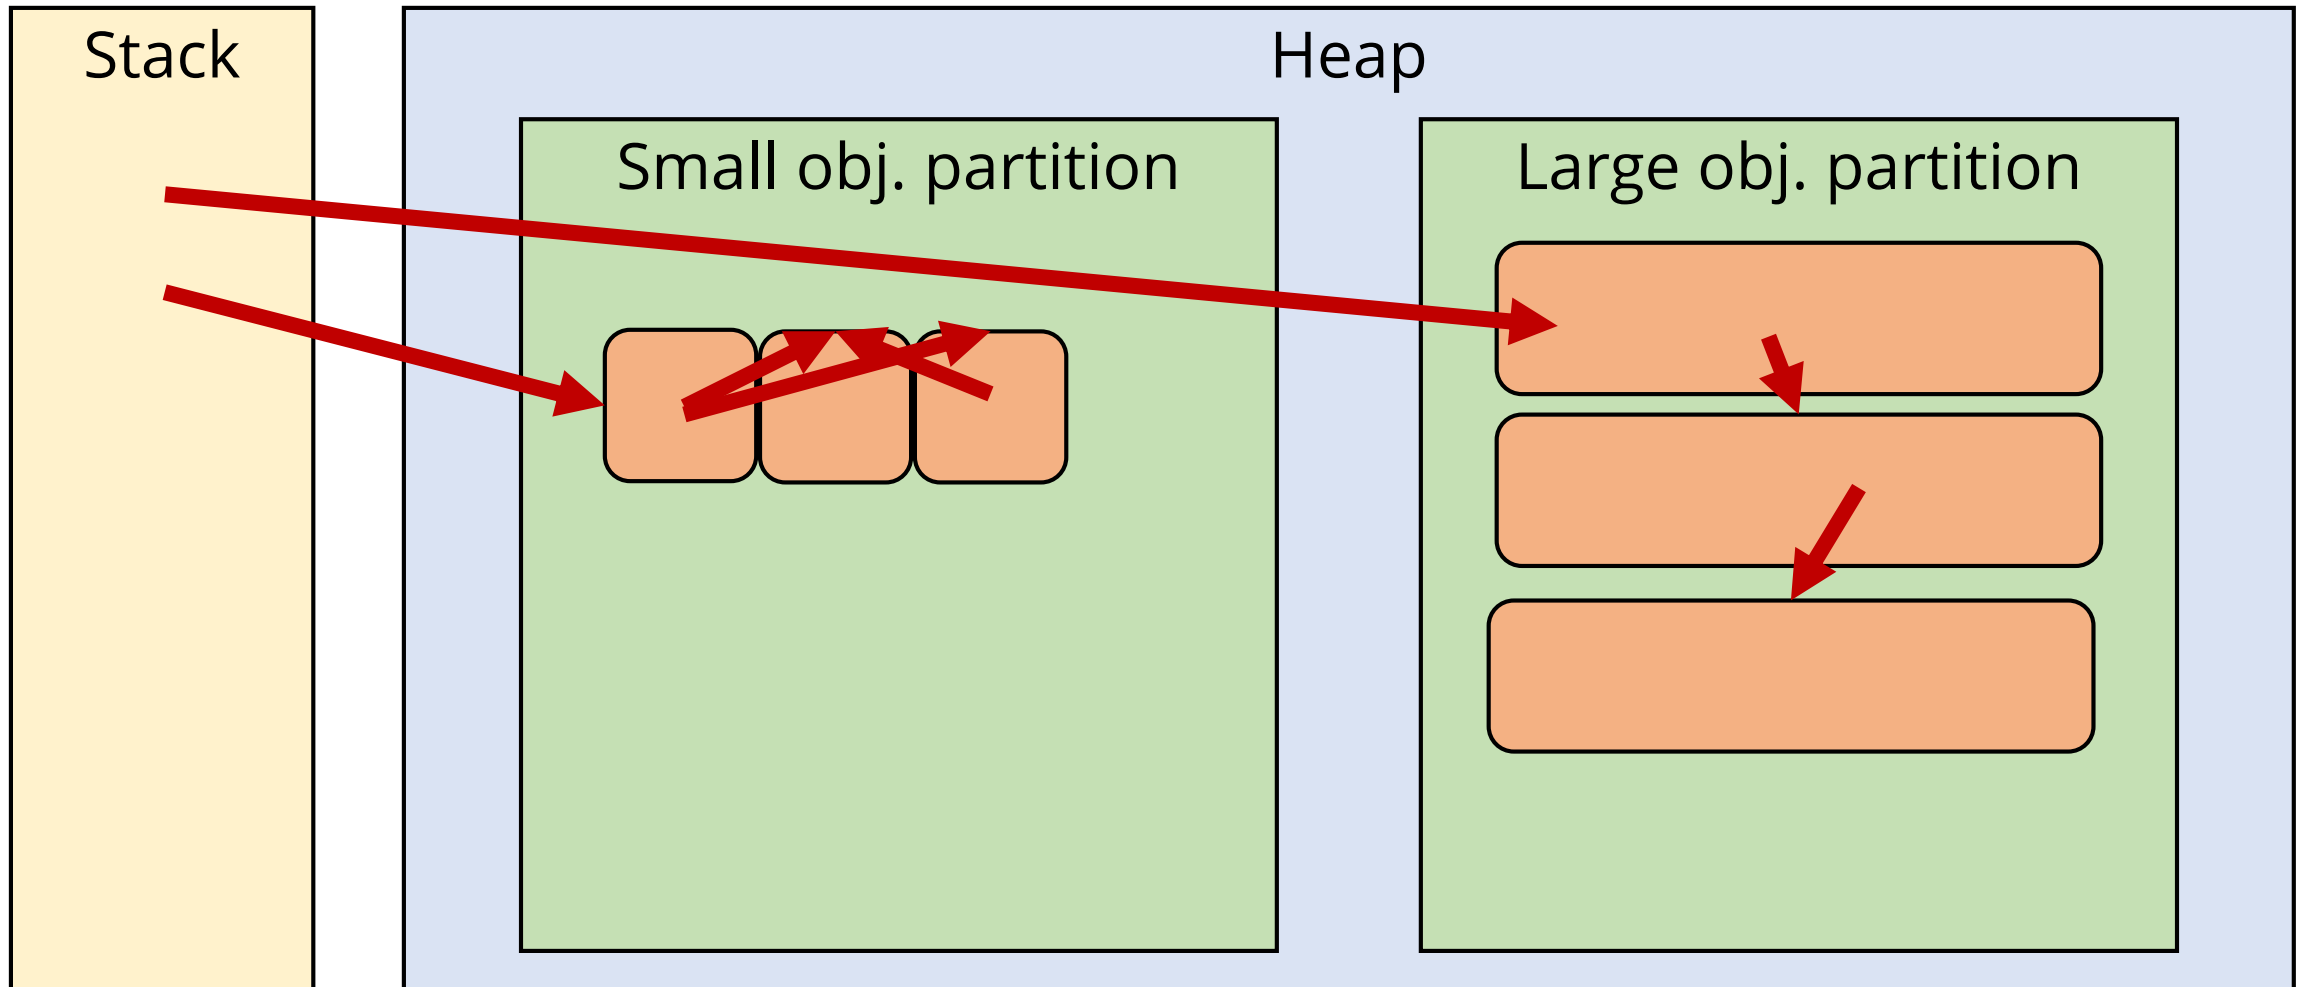 Stack
Heap
Small obj. partition
Large obj. partition